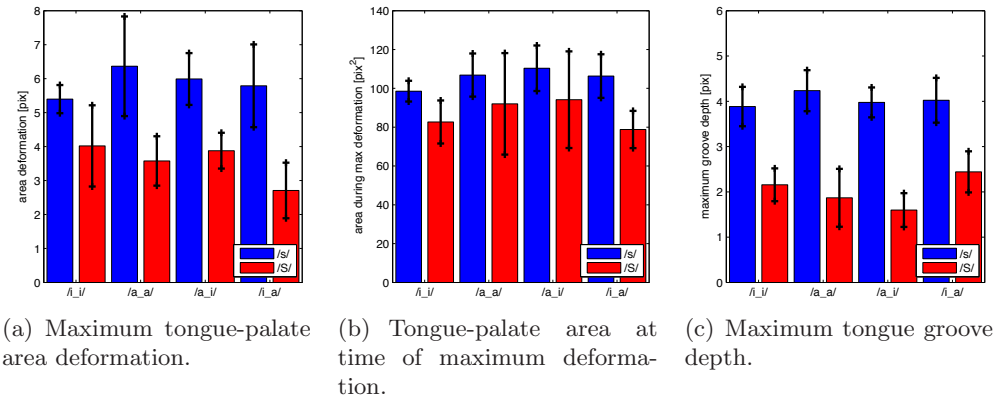 8
7
6
5
4
3
2
1
0
area deformation [pix]
/i_i/ /a_a/ /a_i/ /i_a/
/s/
/S/
140
120
100
80
60
40
20
0
area during max deformation [pix²]
/i_i/ /a_a/ /a_i/ /i_a/
/s/
/S/
6
5
4
3
2
1
0
maximum groove depth [pix]
/i_i/ /a_a/ /a_i/ /i_a/
/s/
/S/
(a) Maximum tongue-palate
area deformation.
(b) Tongue-palate area at
time of maximum deforma-
tion.
(c) Maximum tongue groove
depth.